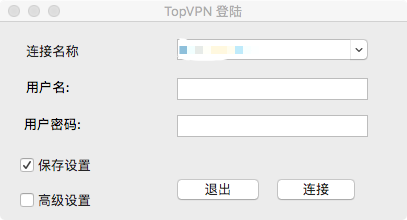 TopVPN 登陆
连接名称
用户名:
用户密码:
保存设置
高级设置
退出 连接